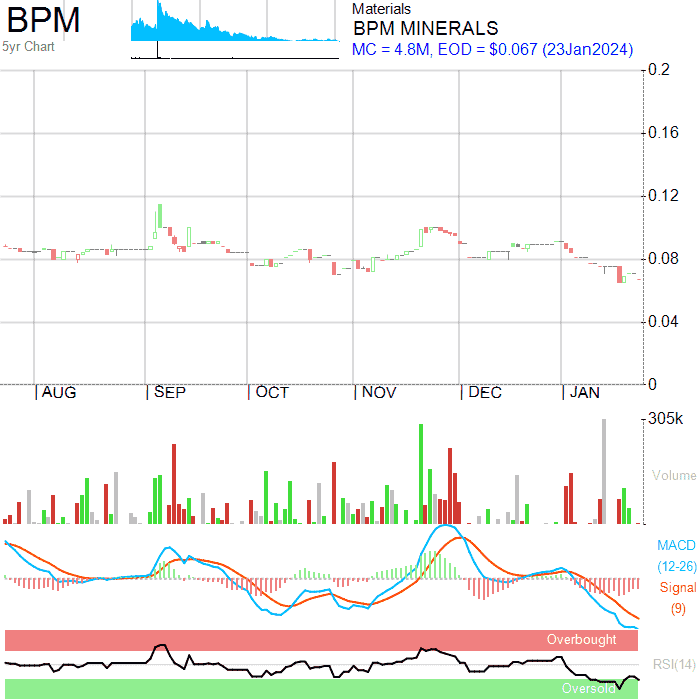 BPM
5yr Chart
Materials
BPM MINERALS
MC = 4.8M, EOD = $0.067 (23Jan2024)
0.2
0.16
0.12
0.08
0.04
0
AUG SEP OCT NOV DEC JAN
305k
Volume
MACD
(12-26)
Signal
(9)
Overbought
RSI(14)
Oversold